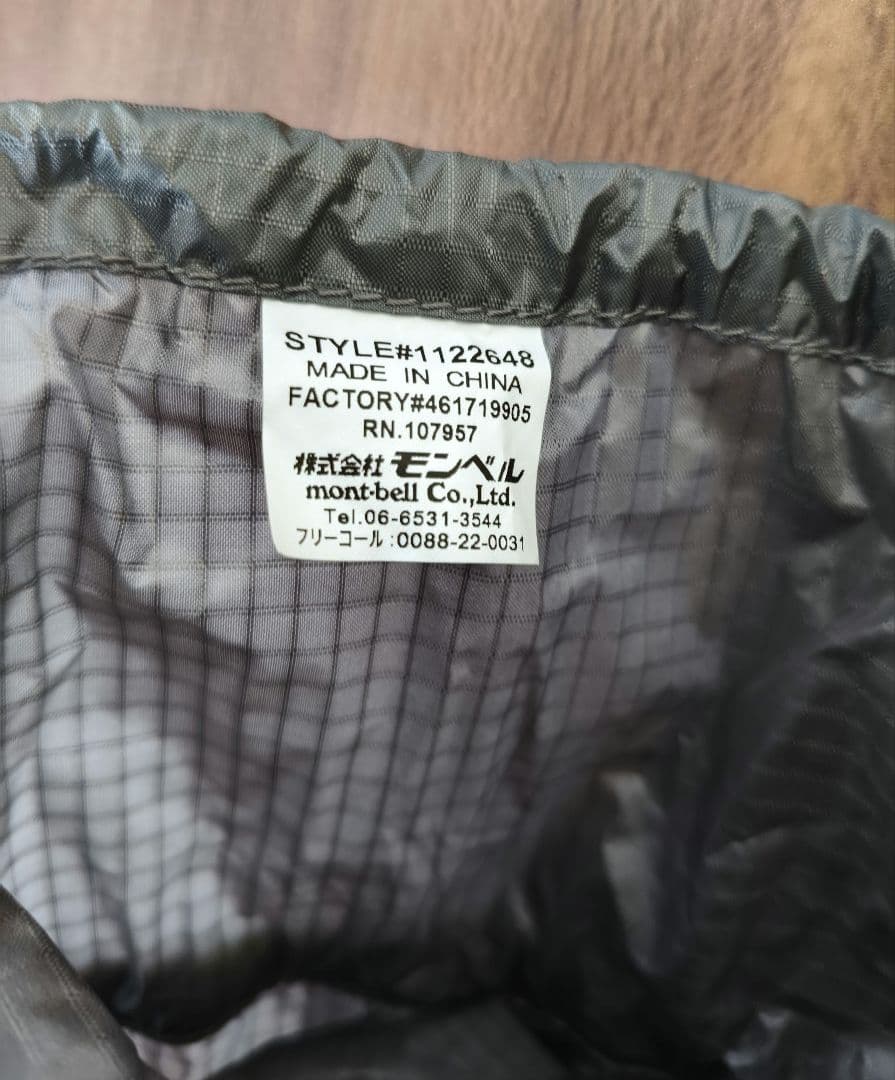 STYLE#1122648
MADE IN CHINA
FACTORY#461719905
RN.107957
株式会社 モンベル
mont-bell Co.,Ltd.
Tel.06-6531-3544
フリーコール:0088-22-0031